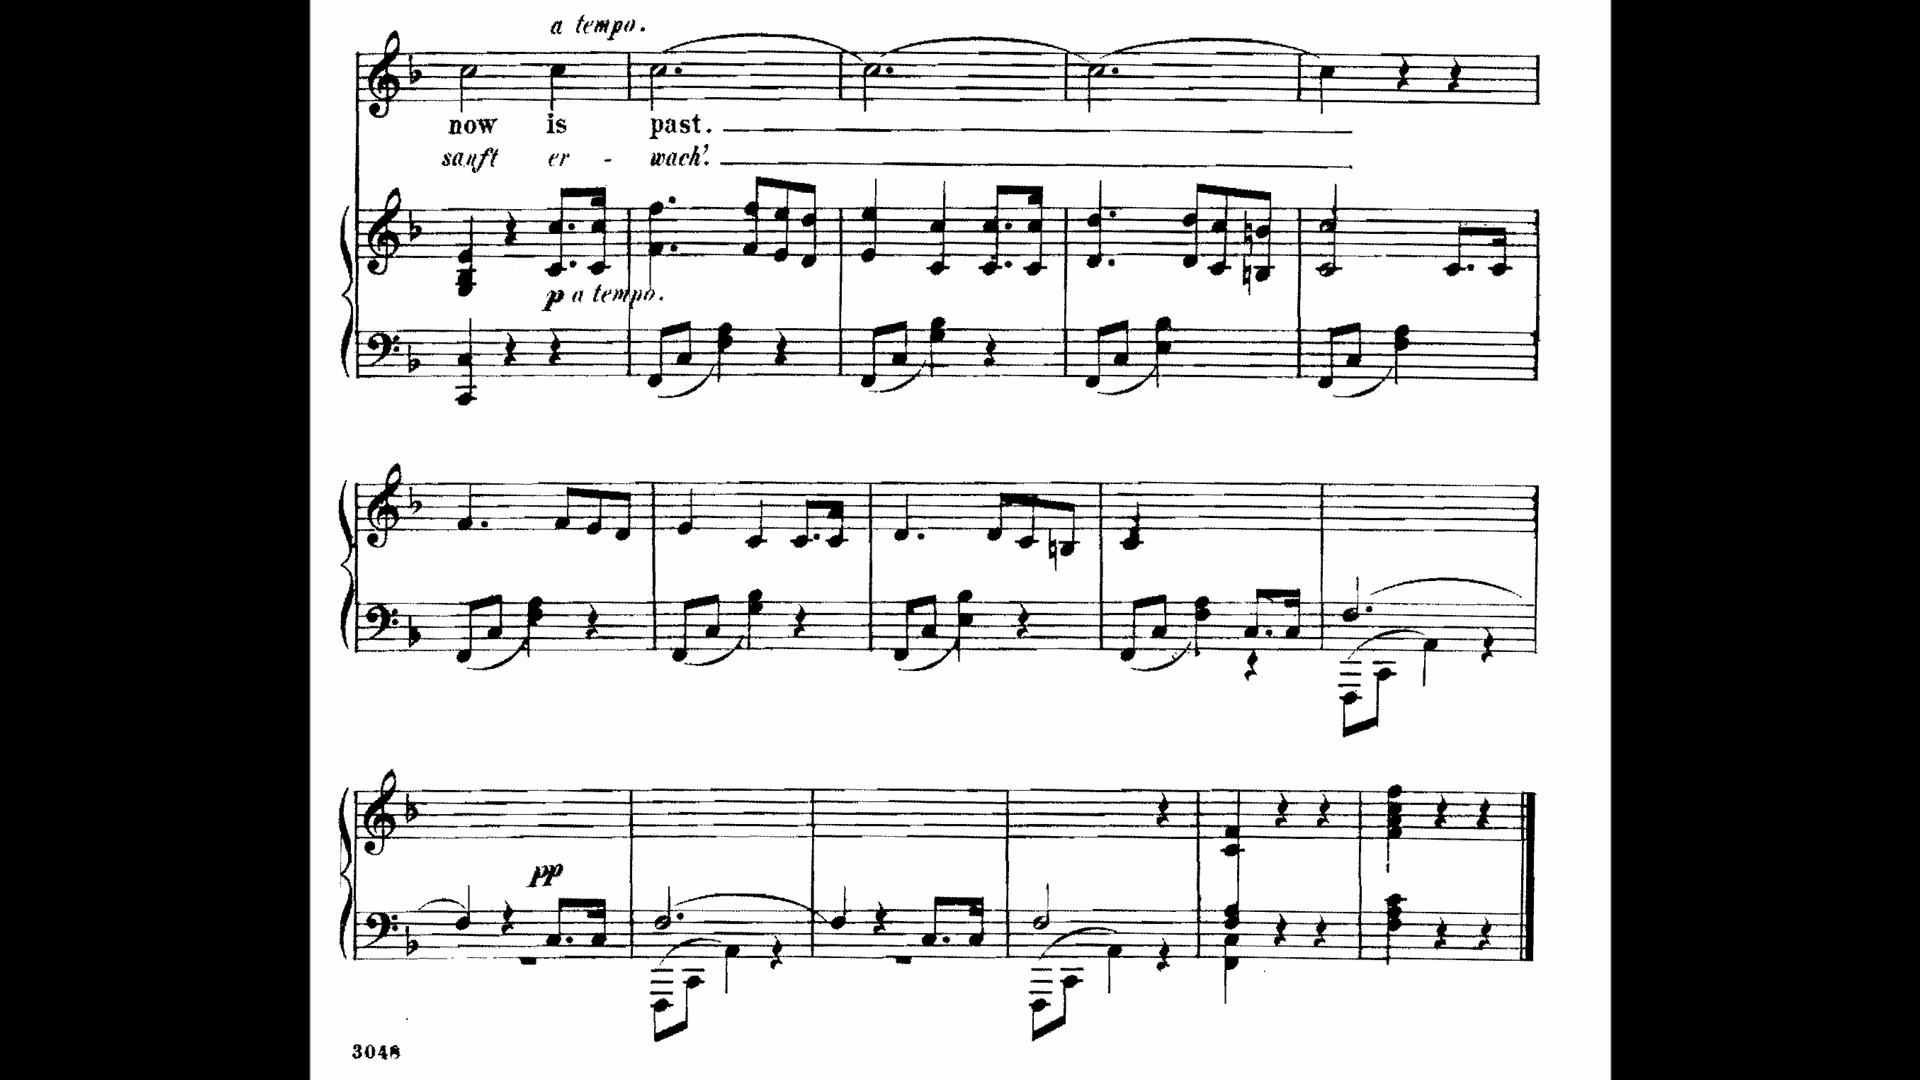 a tempo.
now is past.
sanft er - wach'.
p a tempo.
pp
3048